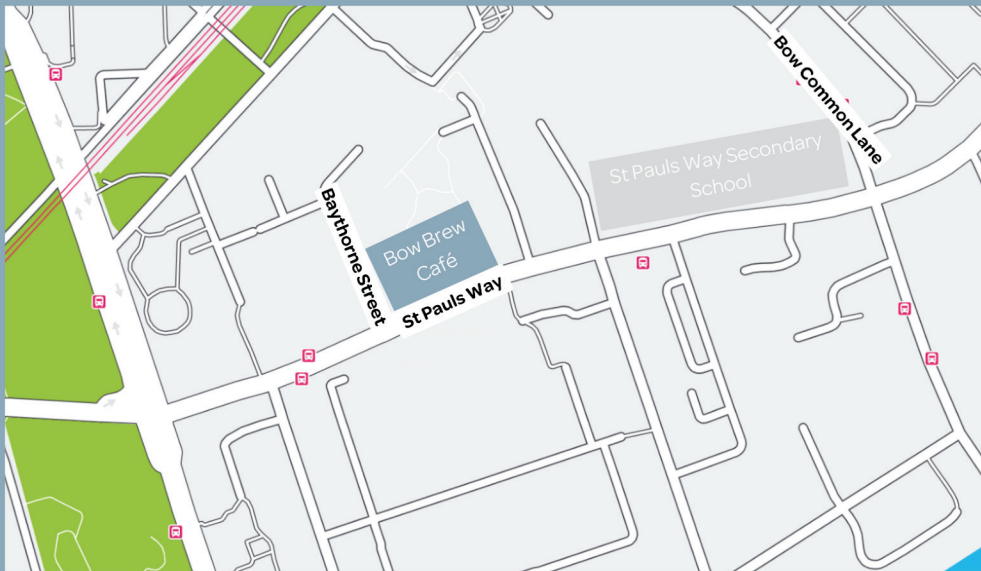 Bow Common Lane
St Pauls Way Secondary
School
Baythorne Street
Bow Brew
Café
St Pauls Way